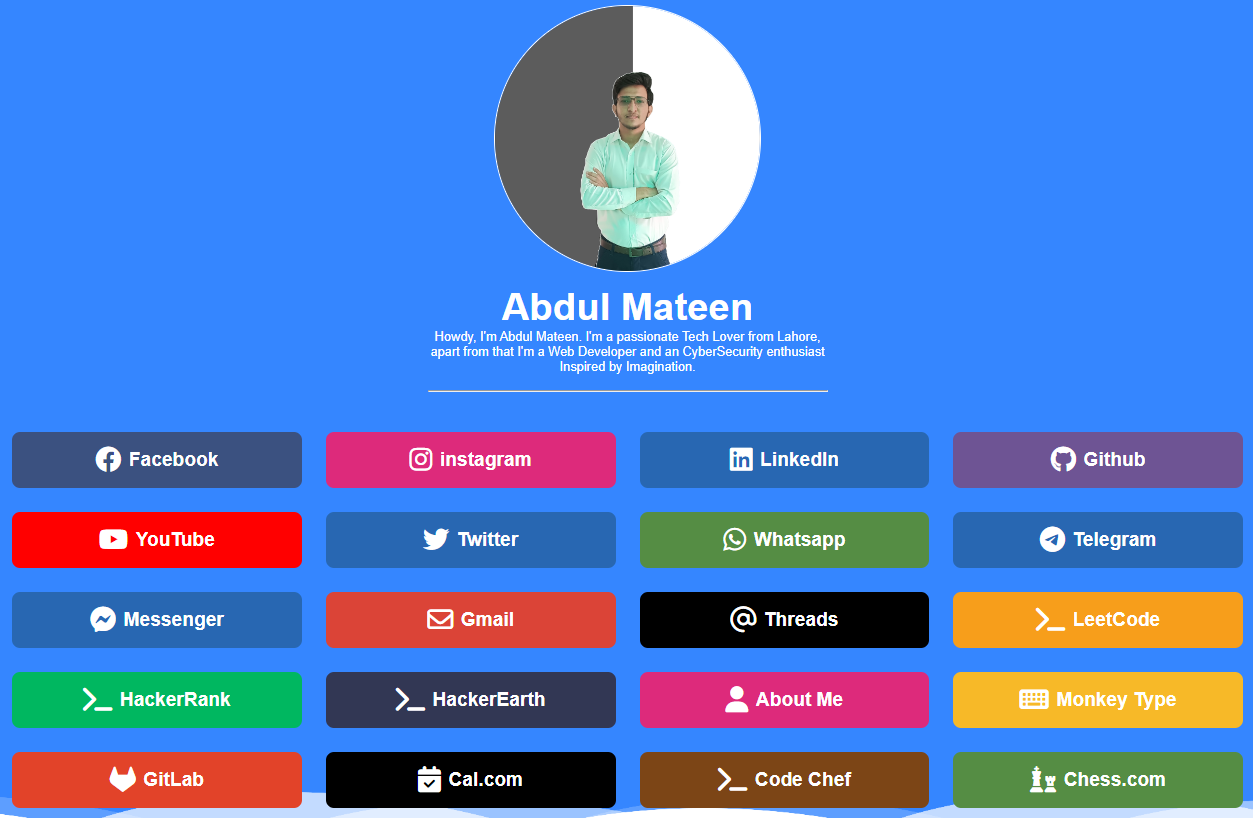 Abdul Mateen
Howdy, I'm Abdul Mateen. I'm a passionate Tech Lover from Lahore,
apart from that I'm a Web Developer and an CyberSecurity enthusiast
Inspired by Imagination.
Facebook
instagram
LinkedIn
Github
YouTube
Twitter
Whatsapp
Telegram
Messenger
Gmail
Threads
LeetCode
HackerRank
HackerEarth
About Me
Monkey Type
GitLab
Cal.com
Code Chef
Chess.com